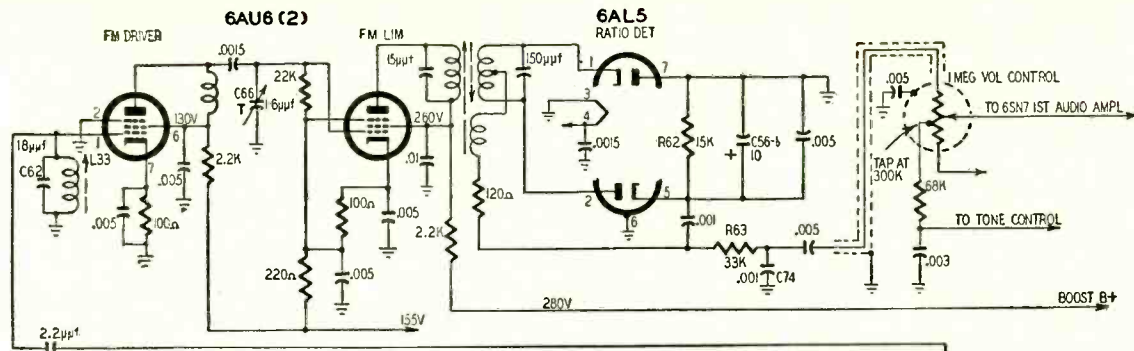 6AU6 (2)
6AL5
FM DRIVER
FM LIM
RATIO DET
.0015
22K
C66
T
1-6μμf
15μμf
150μμf
1
7
.005
1 MEG VOL CONTROL
TO 6SN7 1ST AUDIO AMPL
2
1
130V
6
260V
3
4
.0015
R62
15K
+
C56-b
10
.005
TAP AT
300K
18μμf
L33
C62
7
.005
2.2K
.01
68K
.005
100Ω
100Ω
.005
120Ω
2
5
6
.001
TO TONE CONTROL
2.2K
R63
33K
.005
220Ω
.005
.001
C74
.003
280V
BOOST B+
155V
2.2μμf